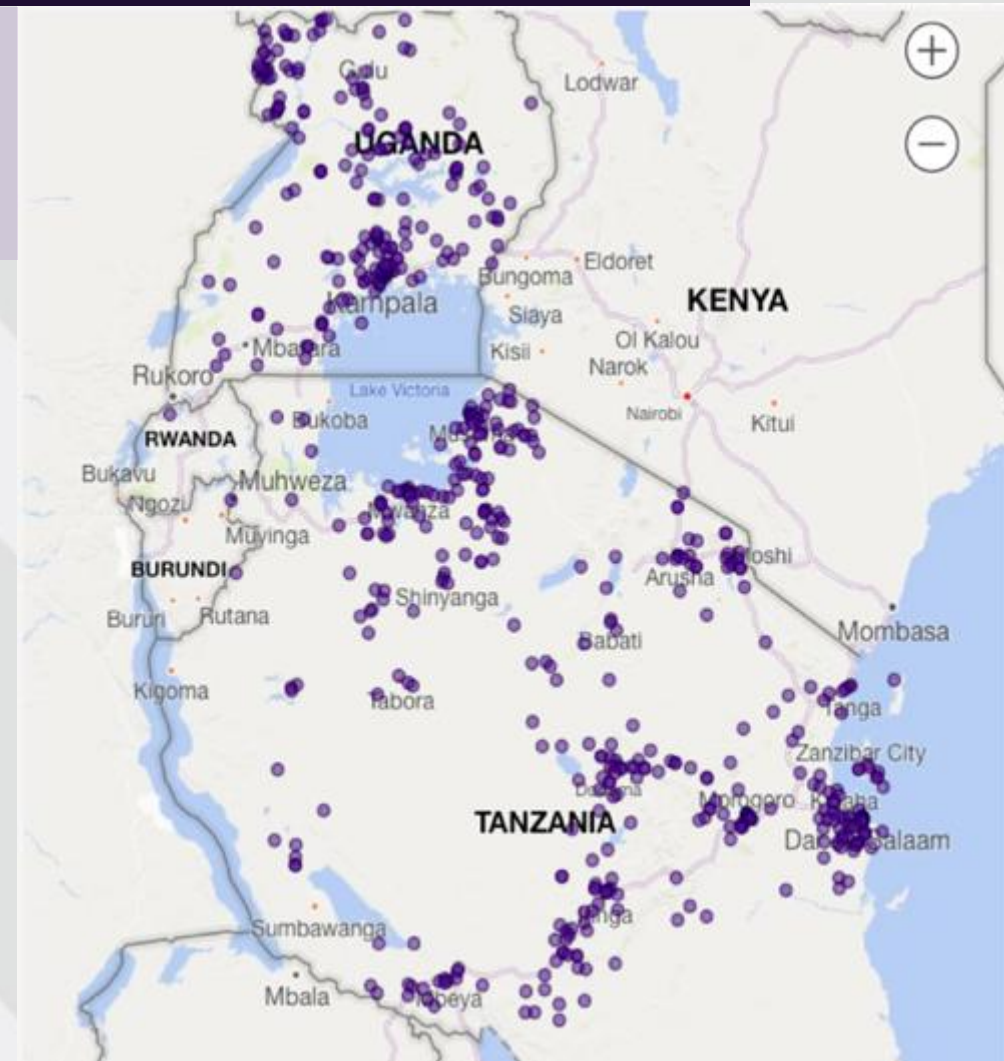 +
Lodwar
Gulu
UGANDA
−
Eldoret
Bungoma
Kampala
KENYA
Siaya
Ol Kalou
Mbarara
Kisii
Narok
Rukoro
Lake Victoria
Nairobi
Kitui
Bukoba
RWANDA
Bukavu
Muhweza
Ngozi
Mwanza
Muyinga
Moshi
BURUNDI
Arusha
Shinyanga
Bururi
Rutana
Mombasa
Babati
Kigoma
Tabora
Tanga
Zanzibar City
Morogoro
TANZANIA
Sumbawanga
Mbala
Mbeya